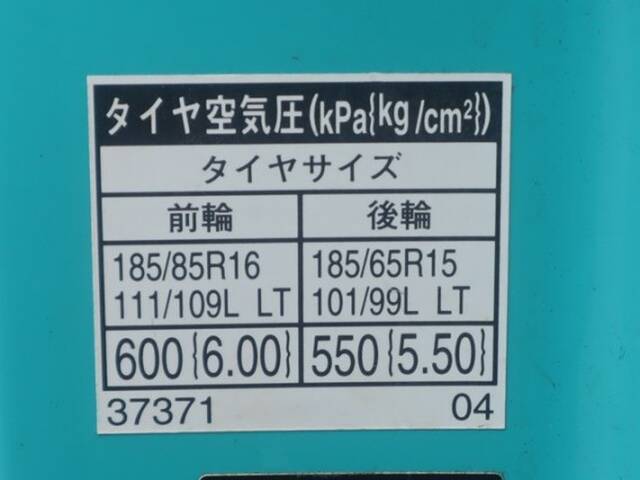 タイヤ空気圧(kPa{kg/cm²})
タイヤサイズ
前輪 後輪
185/85R16 185/65R15
111/109L LT 101/99L LT
600{6.00} 550{5.50}
37371 04